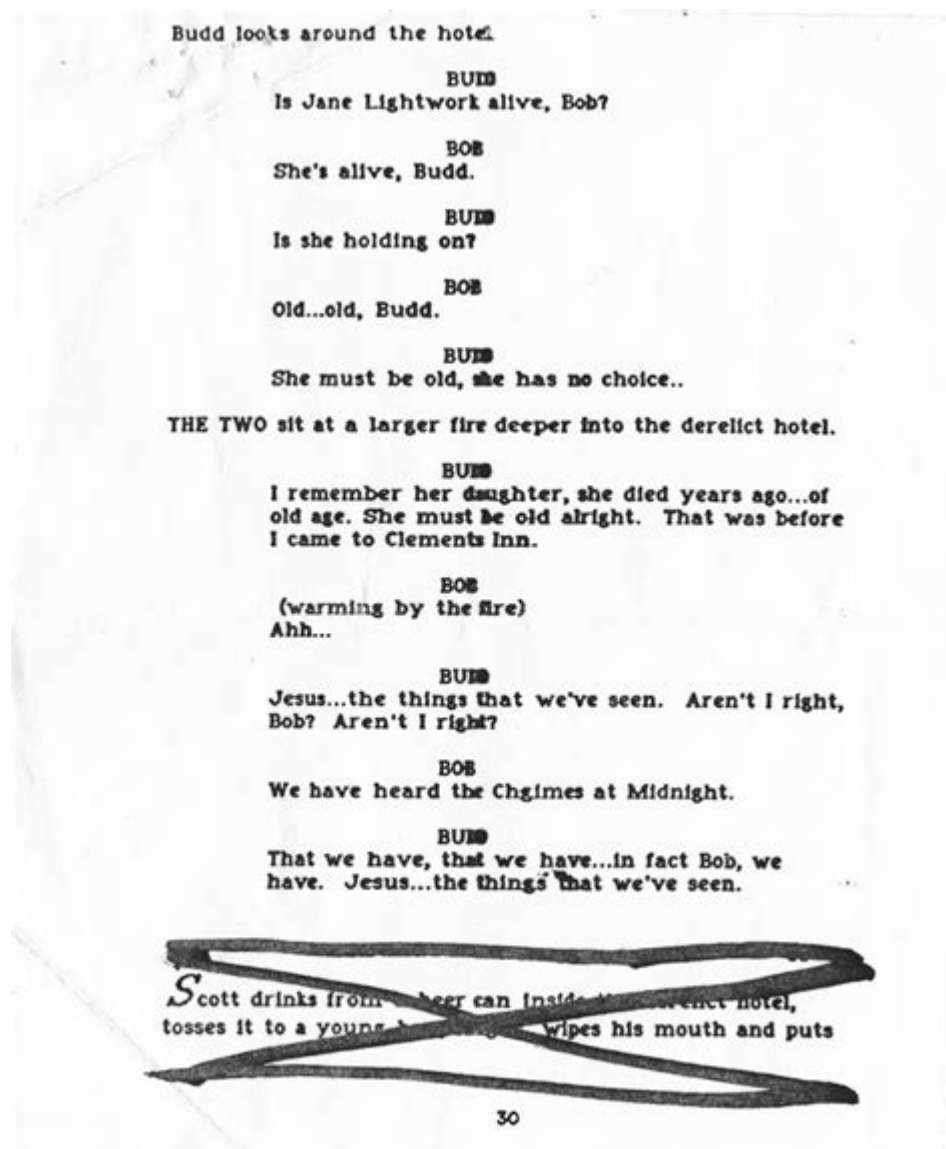 Budd looks around the hotel
BUDD
Is Jane Lightwork alive, Bob?
BOB
She's alive, Budd.
BUDD
Is she holding on?
BOB
Old...old, Budd.
BUDD
She must be old, she has no choice..
THE TWO sit at a larger fire deeper into the derelict hotel.
BUDD
I remember her daughter, she died years ago...of
old age. She must be old alright. That was before
I came to Clements Inn.
BOB
(warming by the fire)
Ahh...
BUDD
Jesus...the things that we've seen. Aren't I right,
Bob? Aren't I right?
BOB
We have heard the Chgimes at Midnight.
BUDD
That we have, that we have...in fact Bob, we
have. Jesus...the things that we've seen.
Scott drinks from beer can inside hotel,
tosses it to a young wipes his mouth and puts
30